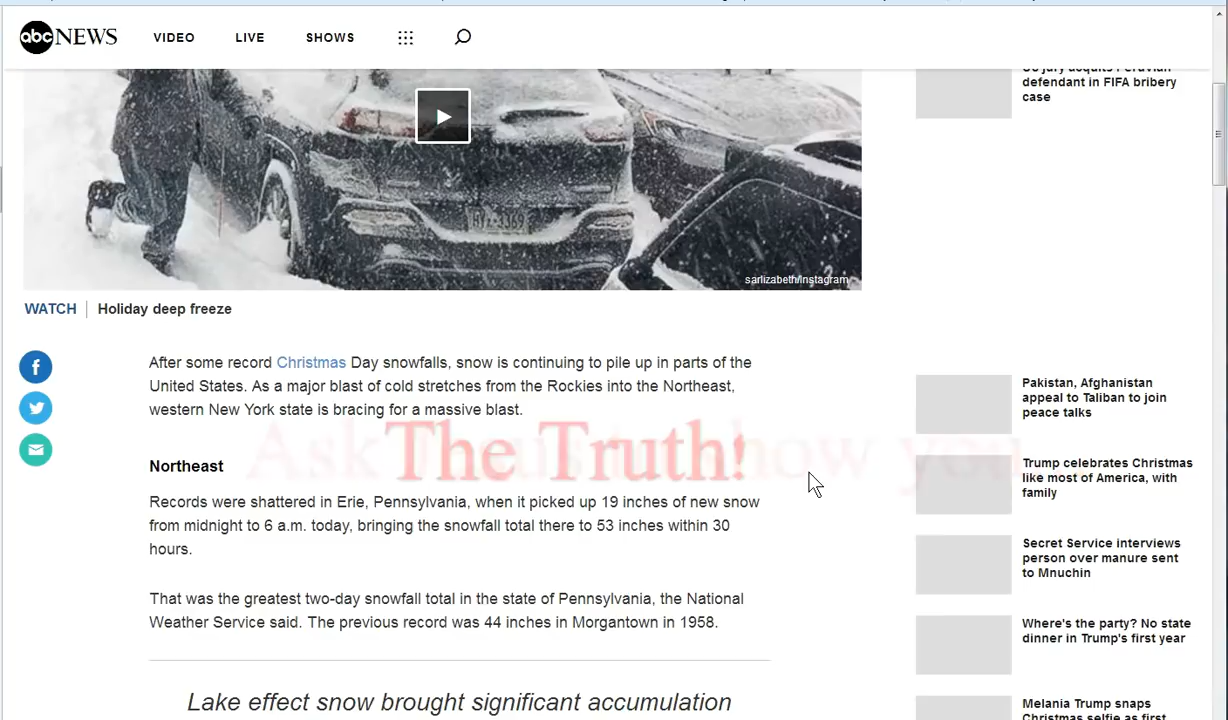 abc NEWS VIDEO LIVE SHOWS
defendant in FIFA bribery
case
sarlizabeth/Instagram
WATCH Holiday deep freeze
After some record Christmas Day snowfalls, snow is continuing to pile up in parts of the
United States. As a major blast of cold stretches from the Rockies into the Northeast,
western New York state is bracing for a massive blast.
Pakistan, Afghanistan
appeal to Taliban to join
peace talks
Ask The Truth! how you
Northeast
Records were shattered in Erie, Pennsylvania, when it picked up 19 inches of new snow
from midnight to 6 a.m. today, bringing the snowfall total there to 53 inches within 30
hours.
Trump celebrates Christmas
like most of America, with
family
Secret Service interviews
person over manure sent
to Mnuchin
That was the greatest two-day snowfall total in the state of Pennsylvania, the National
Weather Service said. The previous record was 44 inches in Morgantown in 1958.
Where's the party? No state
dinner in Trump's first year
Lake effect snow brought significant accumulation
Melania Trump snaps
Christmas selfie as first